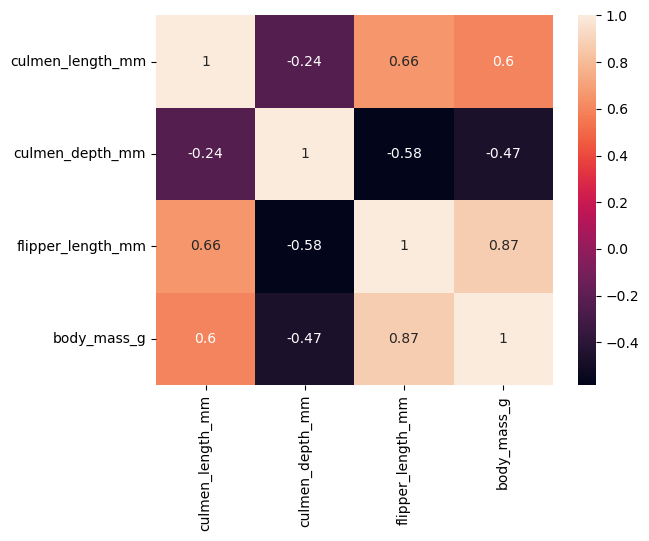 culmen_length_mm 1 -0.24 0.66 0.6
culmen_depth_mm -0.24 1 -0.58 -0.47
flipper_length_mm 0.66 -0.58 1 0.87
body_mass_g 0.6 -0.47 0.87 1
culmen_length_mm
culmen_depth_mm
flipper_length_mm
body_mass_g
1.0
0.8
0.6
0.4
0.2
0.0
−0.2
−0.4